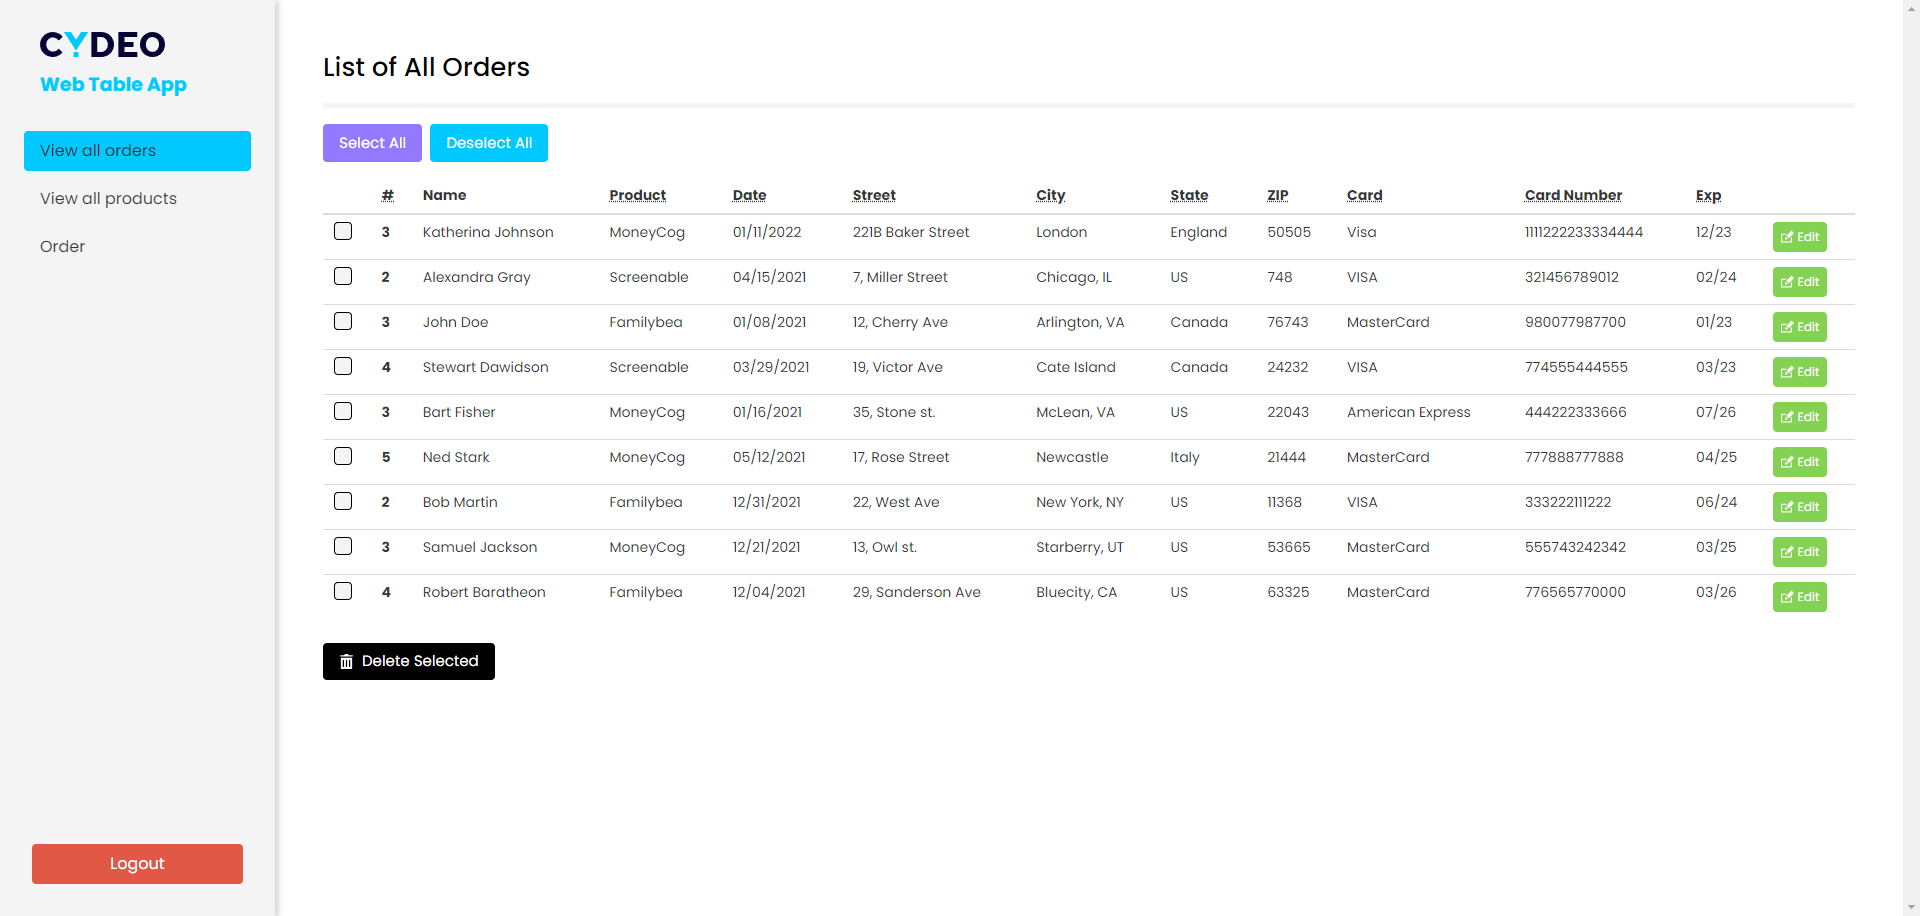 CYDEO
Web Table App
View all orders
View all products
Order
Logout
List of All Orders
Select All Deselect All
# Name Product Date Street City State ZIP Card Card Number Exp
3 Katherina Johnson MoneyCog 01/11/2022 221B Baker Street London England 50505 Visa 1111222233334444 12/23 Edit
2 Alexandra Gray Screenable 04/15/2021 7, Miller Street Chicago, IL US 748 VISA 321456789012 02/24 Edit
3 John Doe Familybea 01/08/2021 12, Cherry Ave Arlington, VA Canada 76743 MasterCard 980077987700 01/23 Edit
4 Stewart Dawidson Screenable 03/29/2021 19, Victor Ave Cate Island Canada 24232 VISA 774555444555 03/23 Edit
3 Bart Fisher MoneyCog 01/16/2021 35, Stone st. McLean, VA US 22043 American Express 444222333666 07/26 Edit
5 Ned Stark MoneyCog 05/12/2021 17, Rose Street Newcastle Italy 21444 MasterCard 777888777888 04/25 Edit
2 Bob Martin Familybea 12/31/2021 22, West Ave New York, NY US 11368 VISA 333222111222 06/24 Edit
3 Samuel Jackson MoneyCog 12/21/2021 13, Owl st. Starberry, UT US 53665 MasterCard 555743242342 03/25 Edit
4 Robert Baratheon Familybea 12/04/2021 29, Sanderson Ave Bluecity, CA US 63325 MasterCard 776565770000 03/26 Edit
Delete Selected